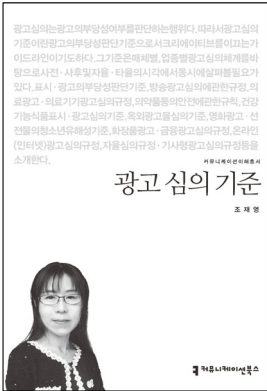 광고심의는광고의부당성여부를판단하는행위다.따라서광고심의
기준이란광고의부당성판단기준으로서크리에이티브를이끄는가
이드라인이기도하다.그기준은매체별,업종별광고심의체계를바
탕으로사전·사후및자율·타율의시각에서동시에살펴볼필요가
있다.표시·광고의부당성판단기준,방송광고심의에관한규정,의
료광고·의료기기광고심의규정,의약품등의안전에관한규칙,건강
기능식품표시·광고심의기준,옥외광고물심의기준,영화광고·선
전물의청소년유해성기준,화장품광고·금융광고심의규정,온라인
(인터넷)광고심의규정,자율심의규정·기사형광고심의규정등을
소개한다.
커뮤니케이션이해총서
광고 심의 기준
조재영
커뮤니케이션북스